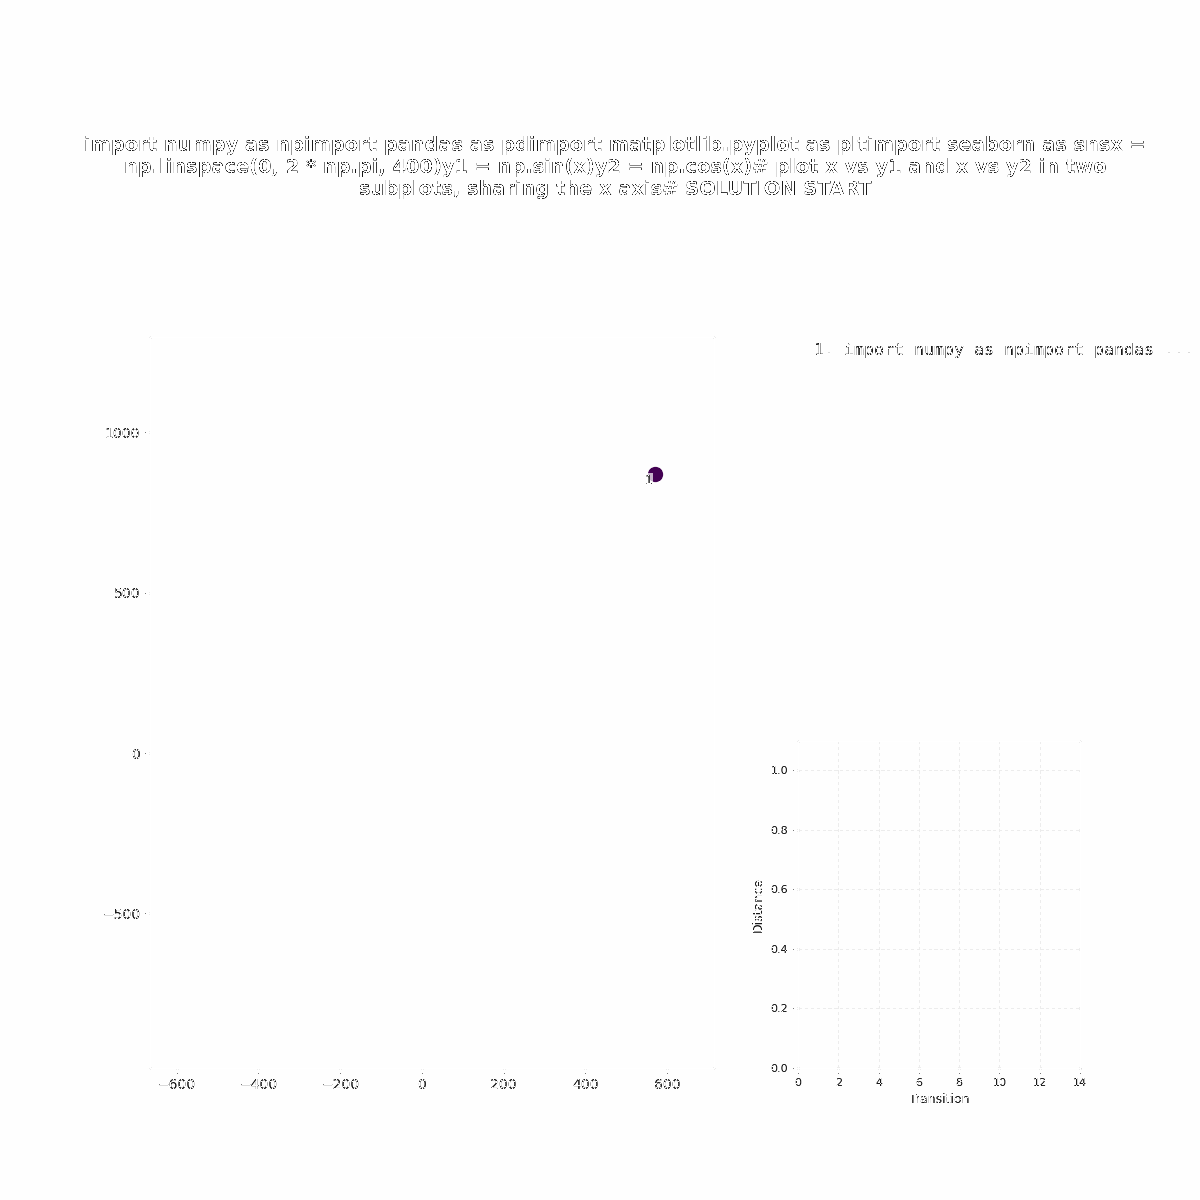 import numpy as npimport pandas as pdimport matplotlib.pyplot as pltimport seaborn as snsx =
np.linspace(0, 2 * np.pi, 400)y1 = np.sin(x)y2 = np.cos(x)# plot x vs y1 and x vs y2 in two
subplots, sharing the x axis# SOLUTION START
1. import numpy as npimport pandas ...
1000
500
0
−500
−600 −400 −200 0 200 400 600
1
1.0
0.8
0.6
0.4
0.2
0.0
Distance
0 2 4 6 8 10 12 14
Transition